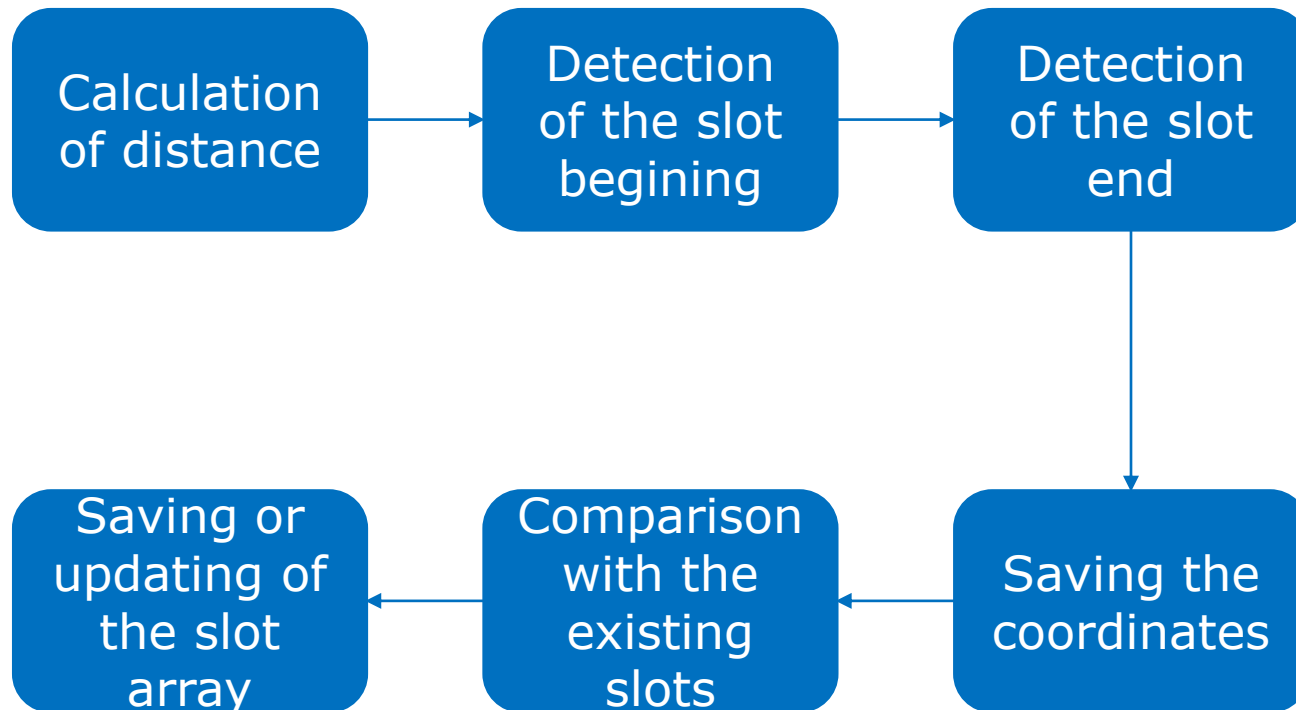 Calculation
of distance
Detection
of the slot
begining
Detection
of the slot
end
Saving the
coordinates
Comparison
with the
existing
slots
Saving or
updating of
the slot
array